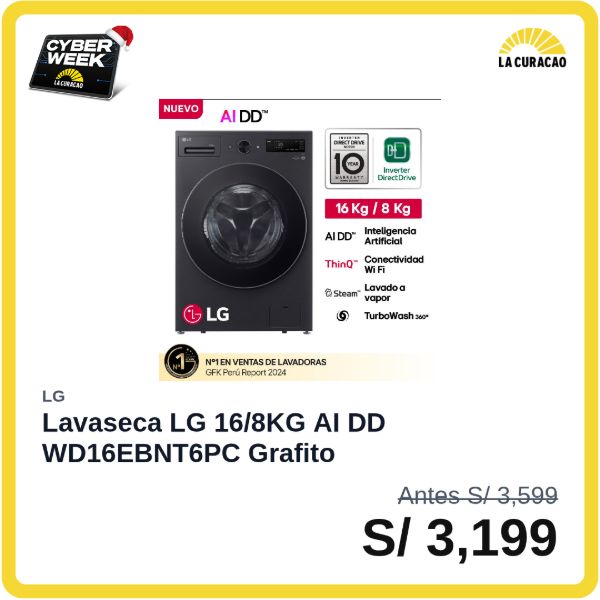 CYBER
WEEK
LA CURACAO
LA CURACAO
NUEVO
AI DD™
LG
INVERTER
DIRECT DRIVE
10
YEAR
WARRANTY
Inverter
DirectDrive
16 Kg / 8 Kg
AI DD™ Inteligencia
Artificial
ThinQ™ Conectividad
Wi Fi
Steam™ Lavado a
vapor
TurboWash 360°
LG
N°1
N°1 EN VENTAS DE LAVADORAS
GFK Perú Report 2024
LG
Lavaseca LG 16/8KG AI DD
WD16EBNT6PC Grafito
Antes S/ 3,599
S/ 3,199